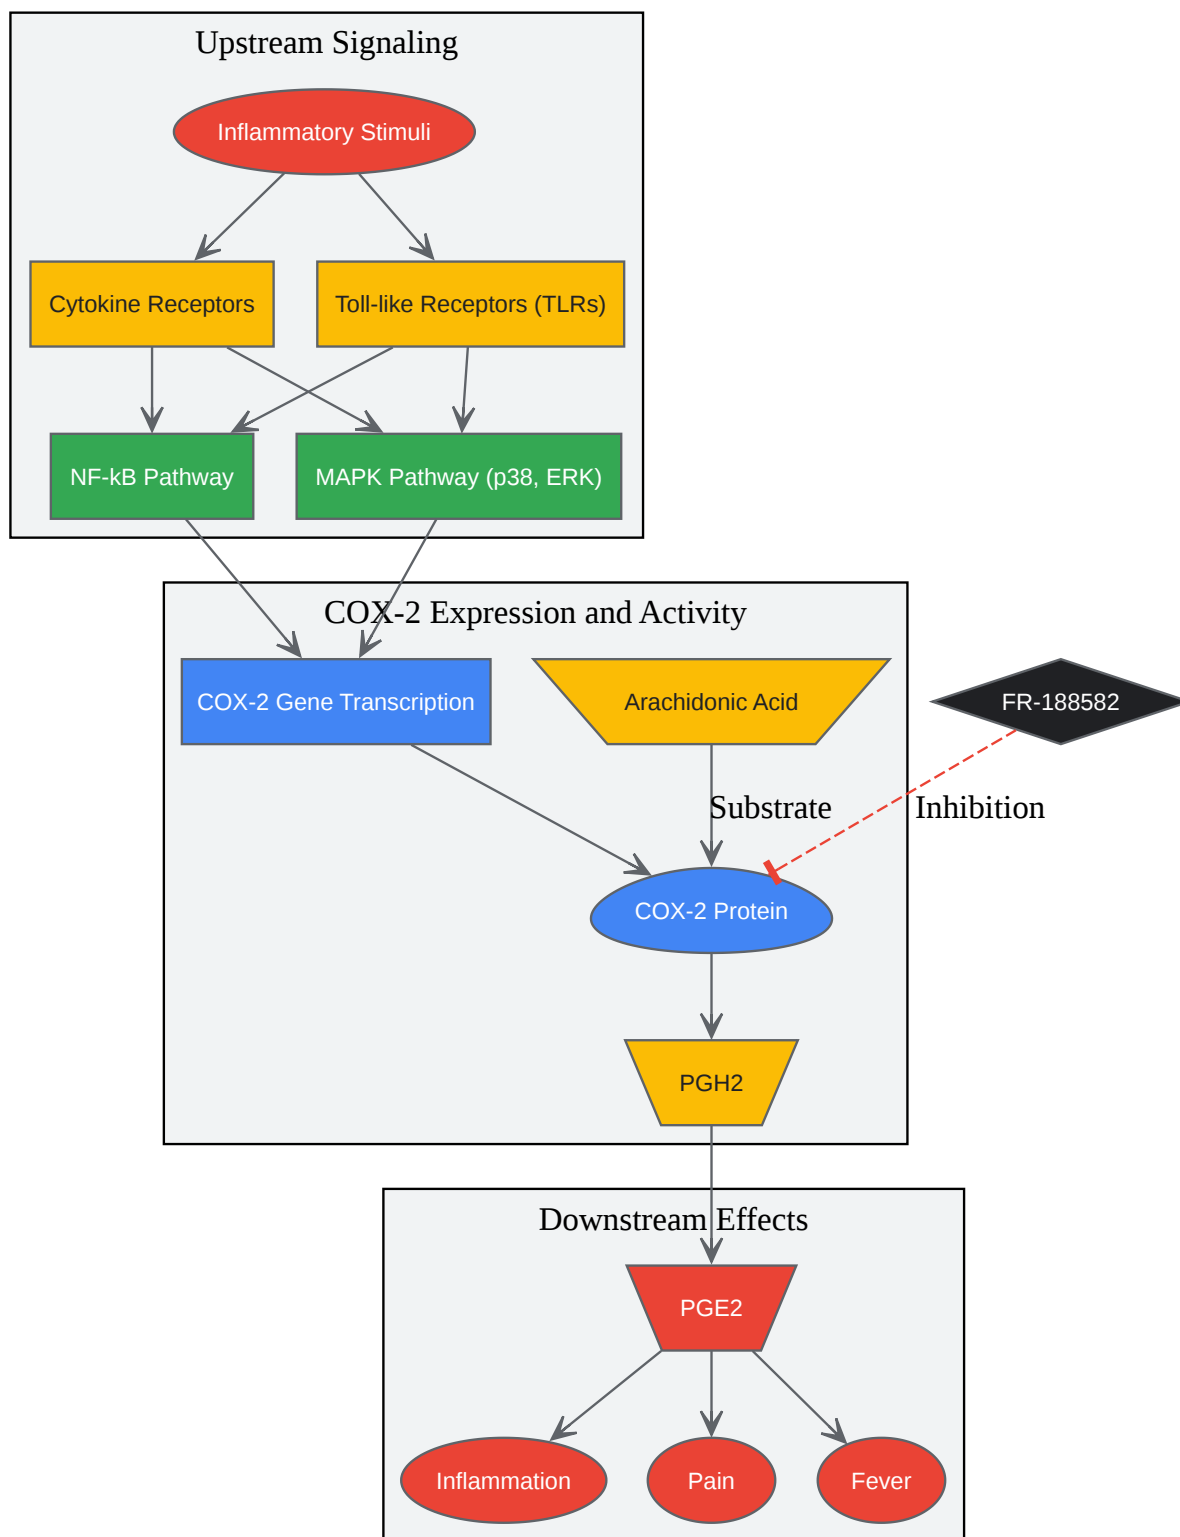 Upstream Signaling
Inflammatory Stimuli
Cytokine Receptors
Toll-like Receptors (TLRs)
NF-kB Pathway
MAPK Pathway (p38, ERK)
COX-2 Expression and Activity
COX-2 Gene Transcription
Arachidonic Acid
FR-188582
Substrate
Inhibition
COX-2 Protein
PGH2
Downstream Effects
PGE2
Inflammation
Pain
Fever